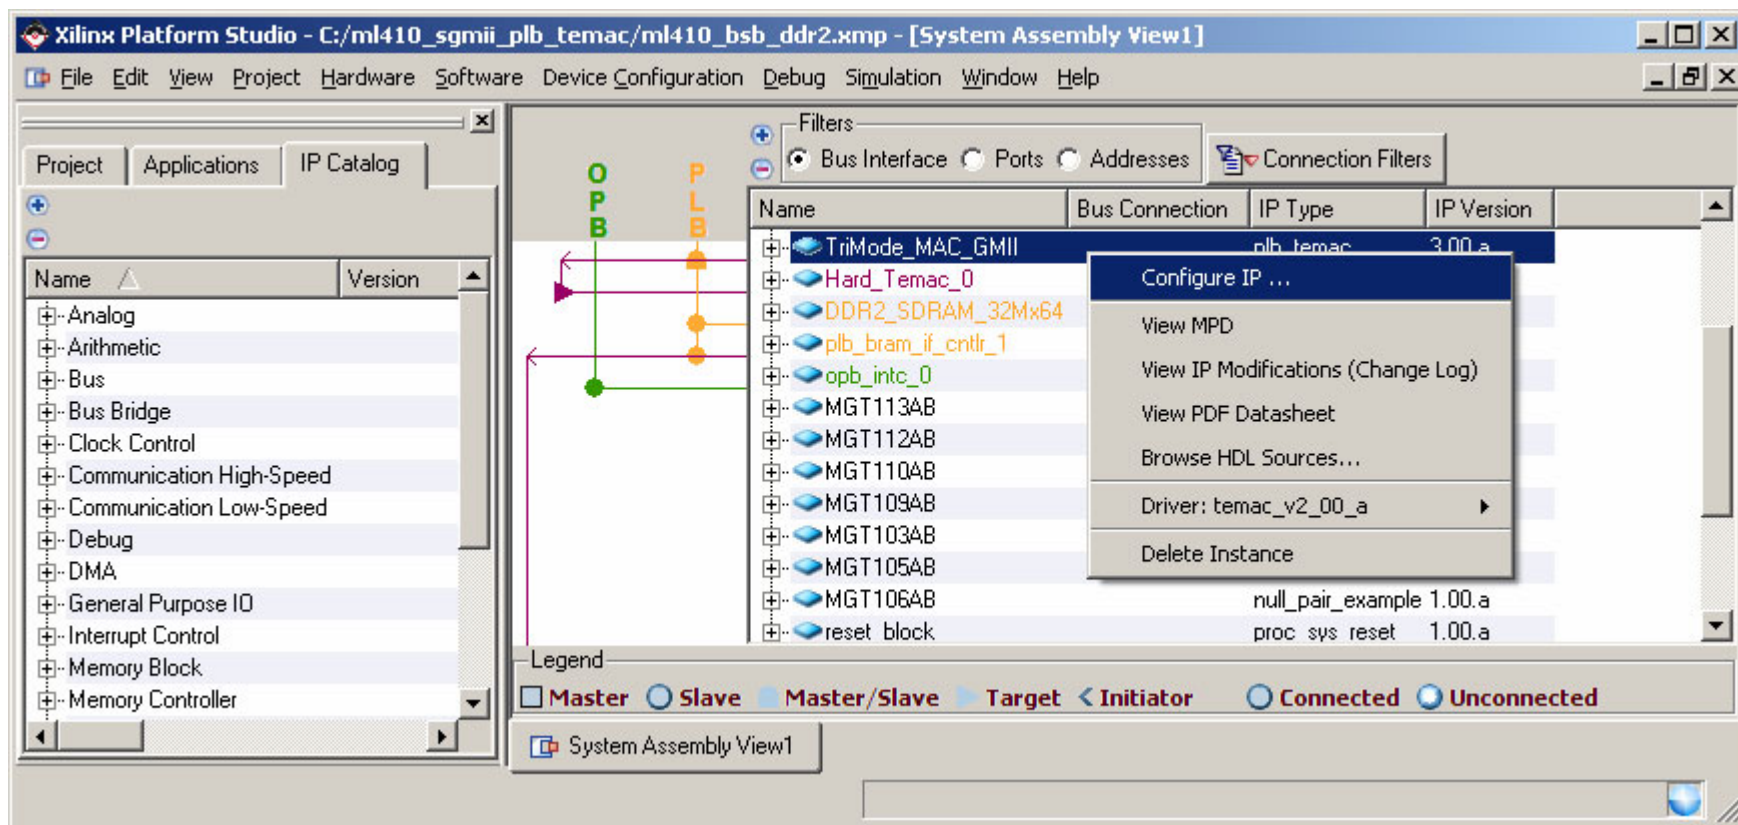 Xilinx Platform Studio - C:/ml410_sgmii_plb_temac/ml410_bsb_ddr2.xmp - [System Assembly View1]
File Edit View Project Hardware Software Device Configuration Debug Simulation Window Help
Project Applications IP Catalog
Name Version
Analog
Arithmetic
Bus
Bus Bridge
Clock Control
Communication High-Speed
Communication Low-Speed
Debug
DMA
General Purpose IO
Interrupt Control
Memory Block
Memory Controller
OPB
PLB
Filters
Bus Interface Ports Addresses
Connection Filters
Name Bus Connection IP Type IP Version
TriMode_MAC_GMII plb_temac 3.00.a
Hard_Temac_0
DDR2_SDRAM_32Mx64
plb_bram_if_cntlr_1
opb_intc_0
MGT113AB
MGT112AB
MGT110AB
MGT109AB
MGT103AB
MGT105AB
MGT106AB null_pair_example 1.00.a
reset_block proc_sys_reset 1.00.a
Configure IP ...
View MPD
View IP Modifications (Change Log)
View PDF Datasheet
Browse HDL Sources...
Driver: temac_v2_00_a
Delete Instance
Legend
Master Slave Master/Slave Target Initiator Connected Unconnected
System Assembly View1